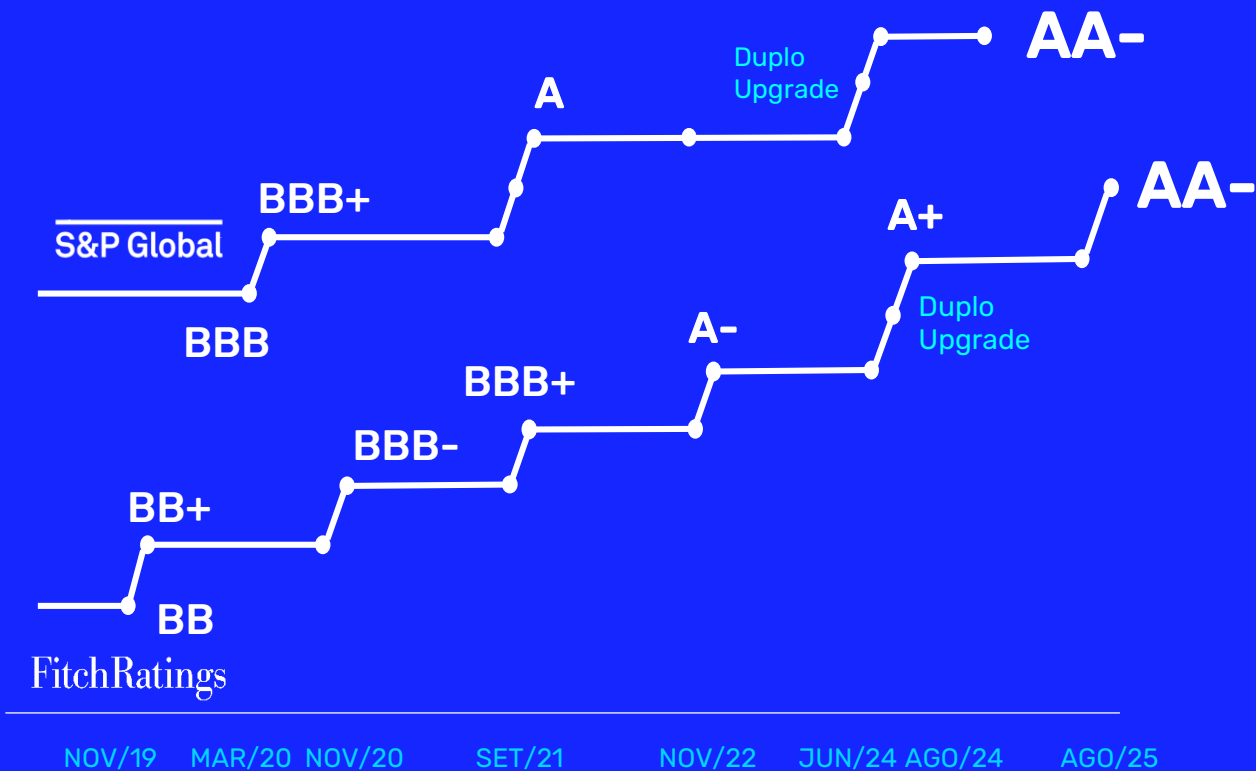 AA-
Duplo
Upgrade
A
AA-
BBB+
A+
S&P Global
Duplo
Upgrade
A-
BBB
BBB+
BBB-
BB+
BB
FitchRatings
NOV/19 MAR/20 NOV/20 SET/21 NOV/22 JUN/24 AGO/24 AGO/25